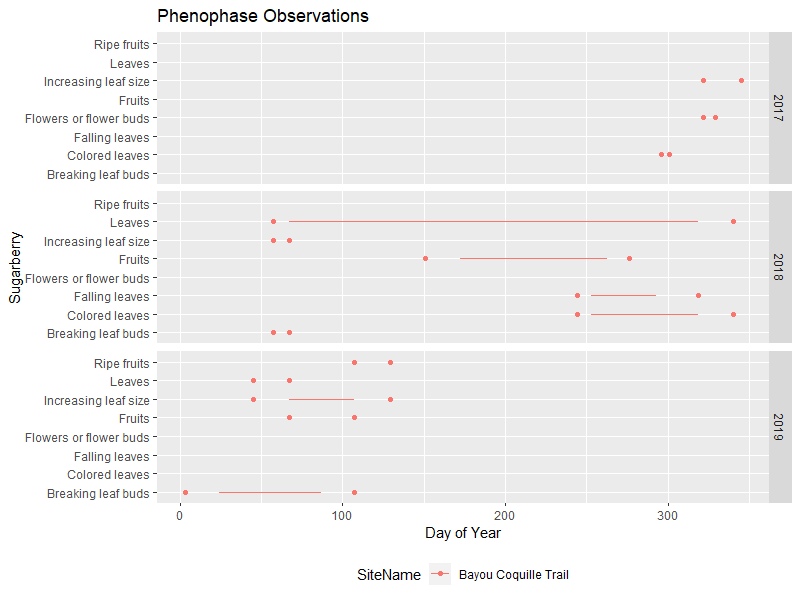 Phenophase Observations
Ripe fruits
Leaves
Increasing leaf size
Fruits
Flowers or flower buds
Falling leaves
Colored leaves
Breaking leaf buds
2017
Ripe fruits
Leaves
Increasing leaf size
Fruits
Flowers or flower buds
Falling leaves
Colored leaves
Breaking leaf buds
2018
Sugarberry
Ripe fruits
Leaves
Increasing leaf size
Fruits
Flowers or flower buds
Falling leaves
Colored leaves
Breaking leaf buds
2019
0 100 200 300
Day of Year
SiteName Bayou Coquille Trail